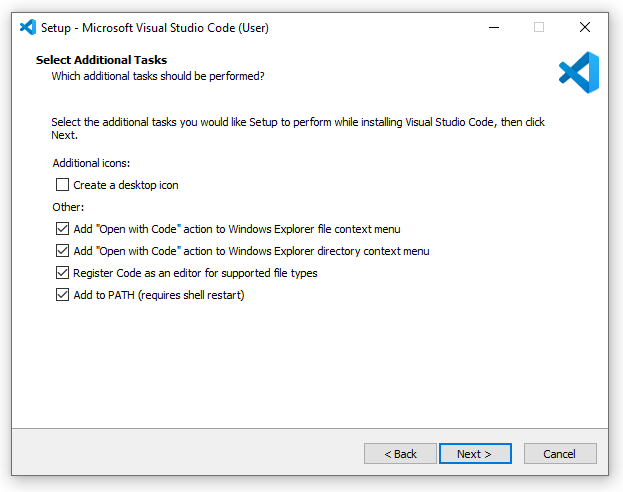 Setup - Microsoft Visual Studio Code (User)
Select Additional Tasks
Which additional tasks should be performed?
Select the additional tasks you would like Setup to perform while installing Visual Studio Code, then click
Next.
Additional icons:
Create a desktop icon
Other:
Add "Open with Code" action to Windows Explorer file context menu
Add "Open with Code" action to Windows Explorer directory context menu
Register Code as an editor for supported file types
Add to PATH (requires shell restart)
< Back Next > Cancel